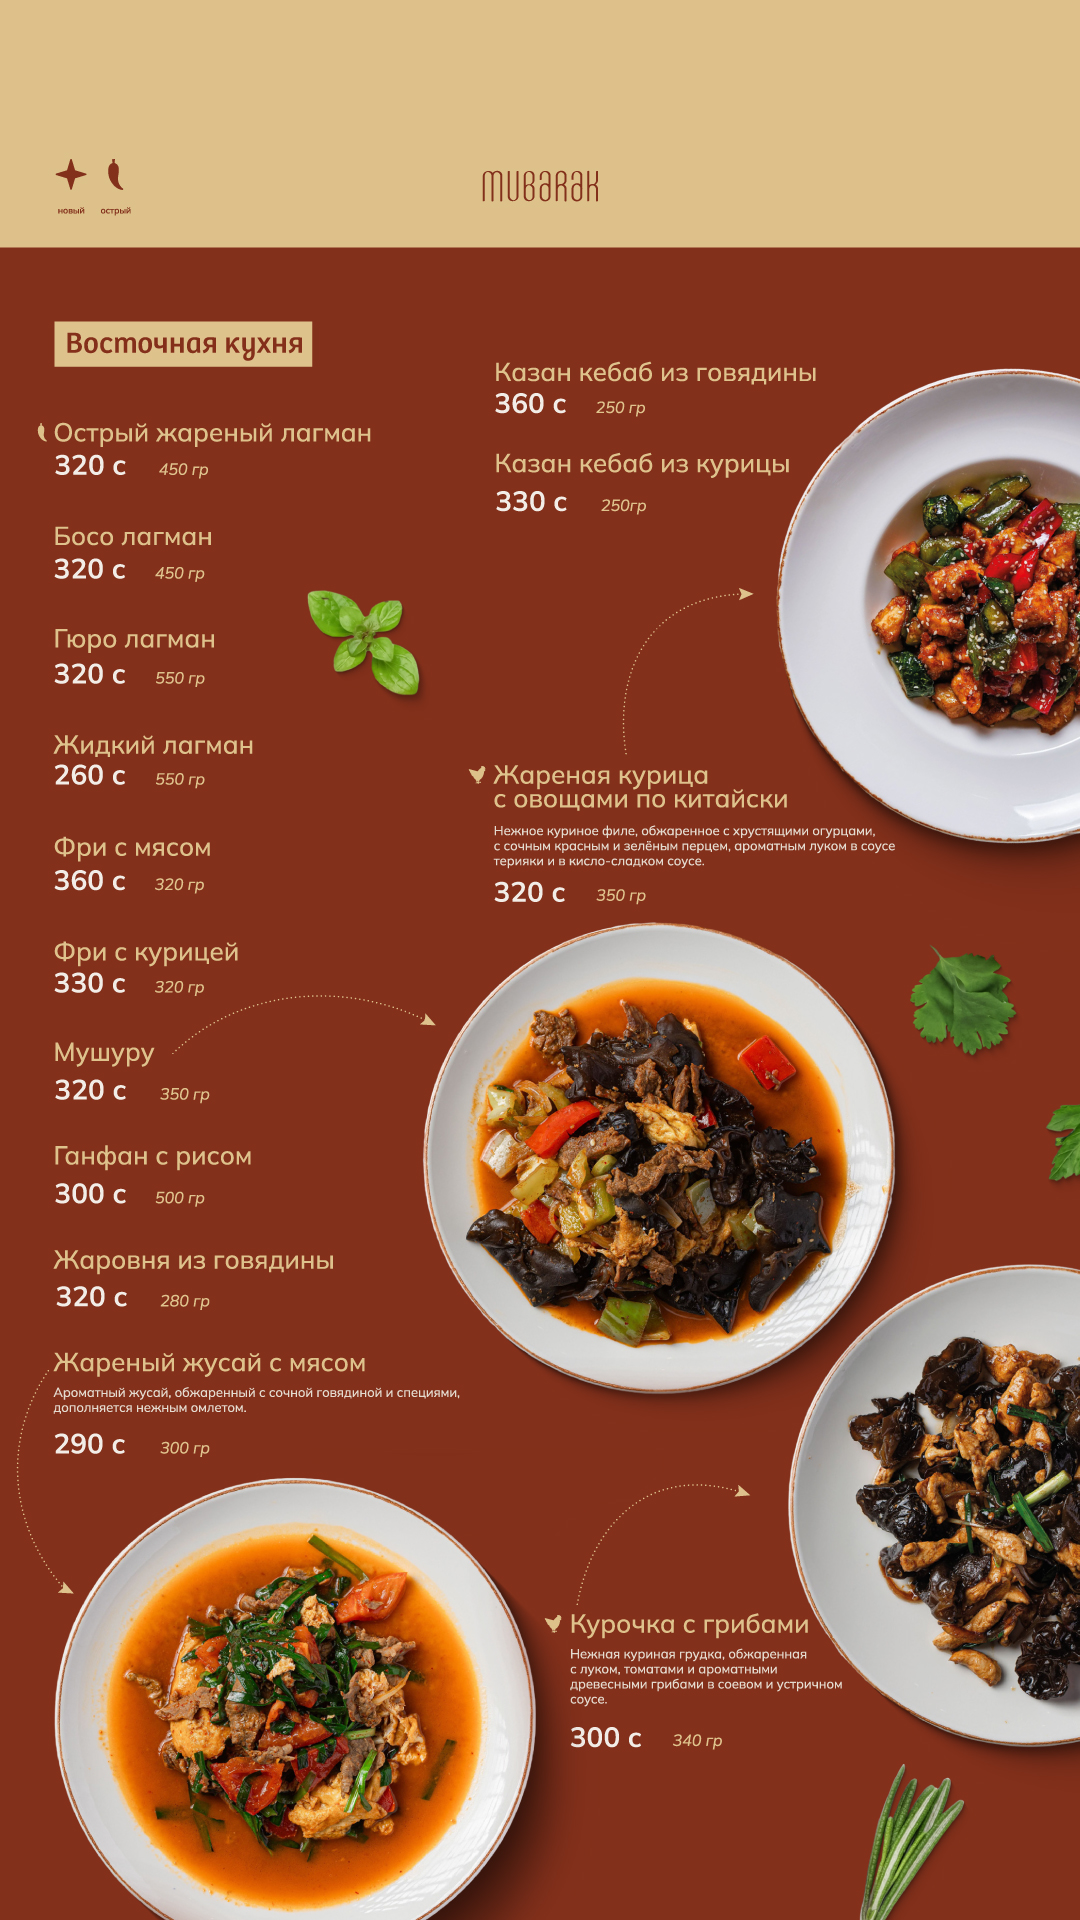 новый острый
mubarak
Восточная кухня
Острый жареный лагман
320 с 450 гр
Босо лагман
320 с 450 гр
Гюро лагман
320 с 550 гр
Жидкий лагман
260 с 550 гр
Фри с мясом
360 с 320 гр
Фри с курицей
330 с 320 гр
Мушуру
320 с 350 гр
Ганфан с рисом
300 с 500 гр
Жаровня из говядины
320 с 280 гр
Жареный жусай с мясом
Ароматный жусай, обжаренный с сочной говядиной и специями,
дополняется нежным омлетом.
290 с 300 гр
Казан кебаб из говядины
360 с 250 гр
Казан кебаб из курицы
330 с 250гр
Жареная курица
с овощами по китайски
Нежное куриное филе, обжаренное с хрустящими огурцами,
с сочным красным и зелёным перцем, ароматным луком в соусе
терияки и в кисло-сладком соусе.
320 с 350 гр
Курочка с грибами
Нежная куриная грудка, обжаренная
с луком, томатами и ароматными
древесными грибами в соевом и устричном
соусе.
300 с 340 гр